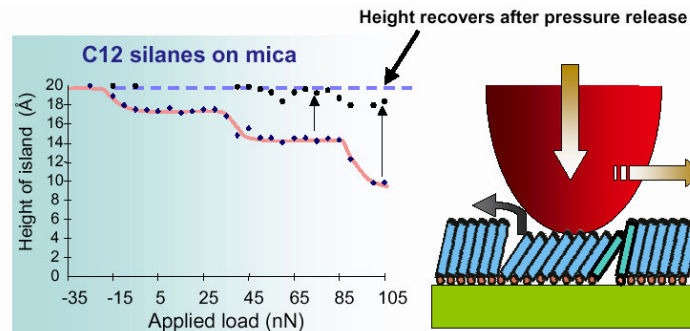 Height recovers after pressure release
C12 silanes on mica
Height of island (Å)
20
18
16
14
12
10
8
6
4
2
0
-35 -15 5 25 45 65 85 105
Applied load (nN)